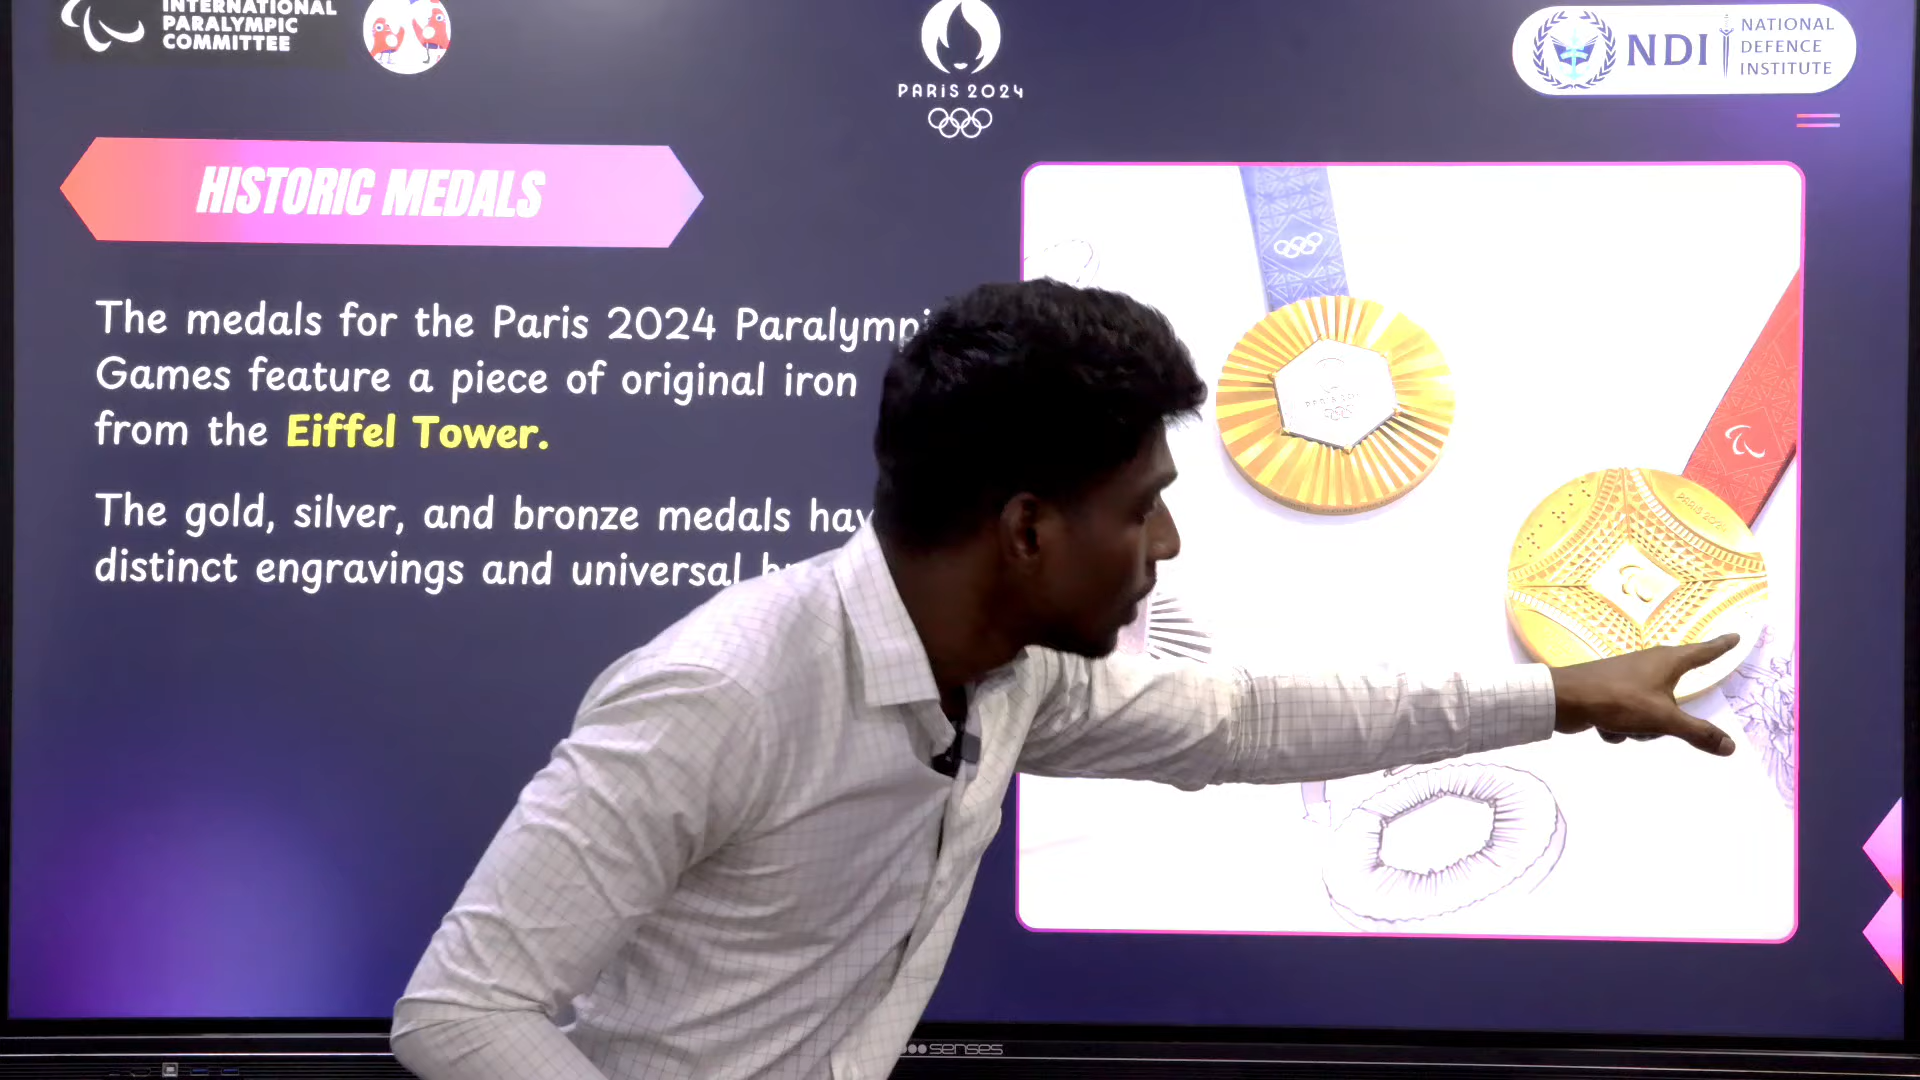 INTERNATIONAL
PARALYMPIC
COMMITTEE
PARIS 2024
NDI
NATIONAL
DEFENCE
INSTITUTE
HISTORIC MEDALS
The medals for the Paris 2024
Games feature a piece of original iron
from the Eiffel Tower.
The gold, silver, and bronze medals
distinct engravings and universal
PARIS 2024
senses